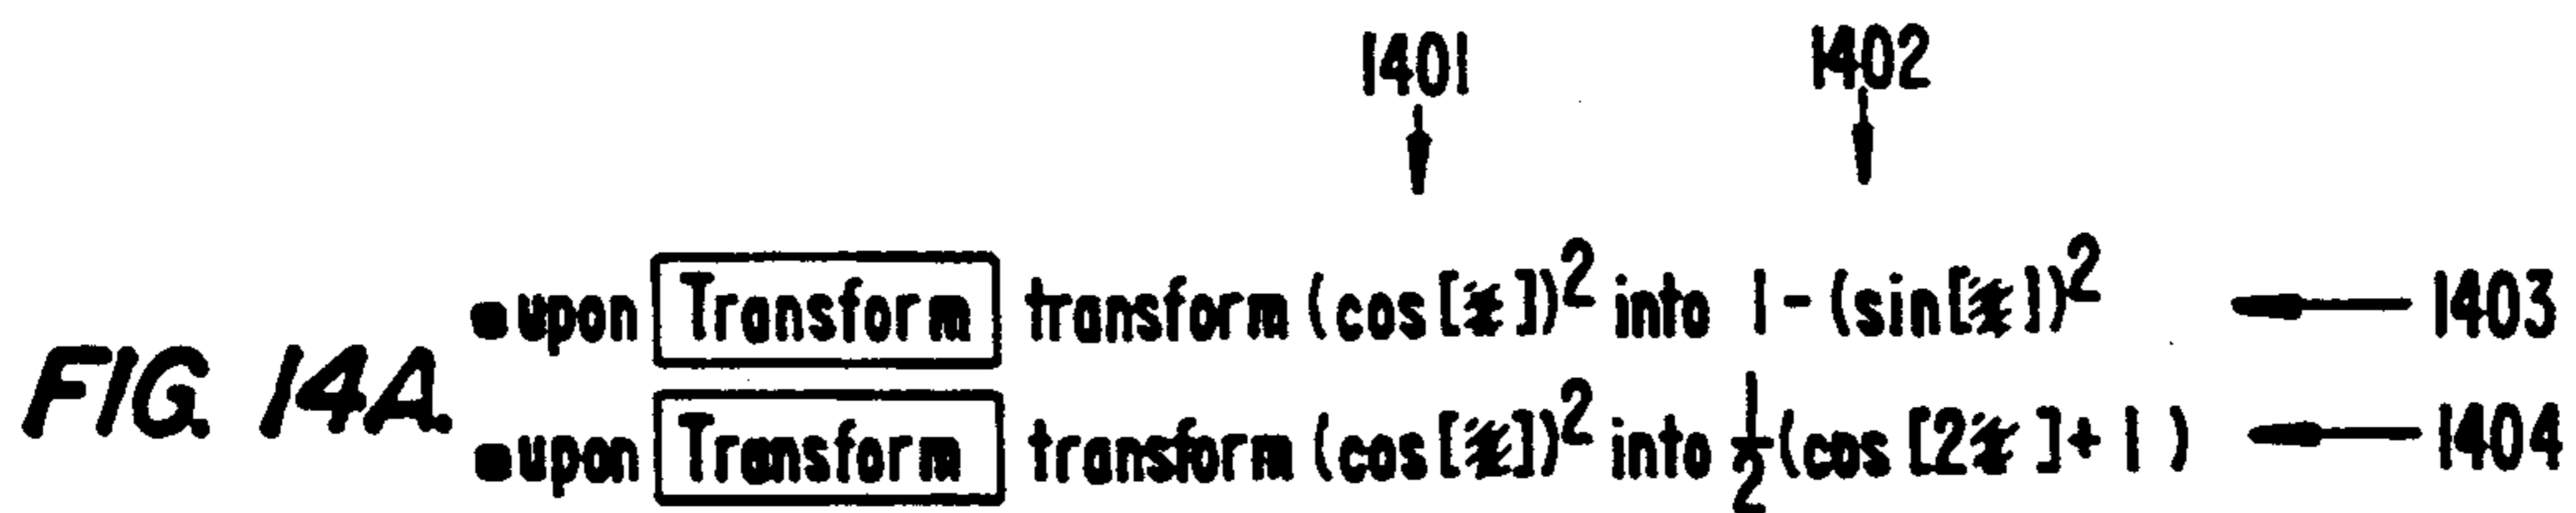 1401 1402
•upon Transform transform (cos[x])² into 1-(sin[x])² 1403
FIG. 14A.
•upon Transform transform (cos[x])² into ½(cos [2x]+1) 1404